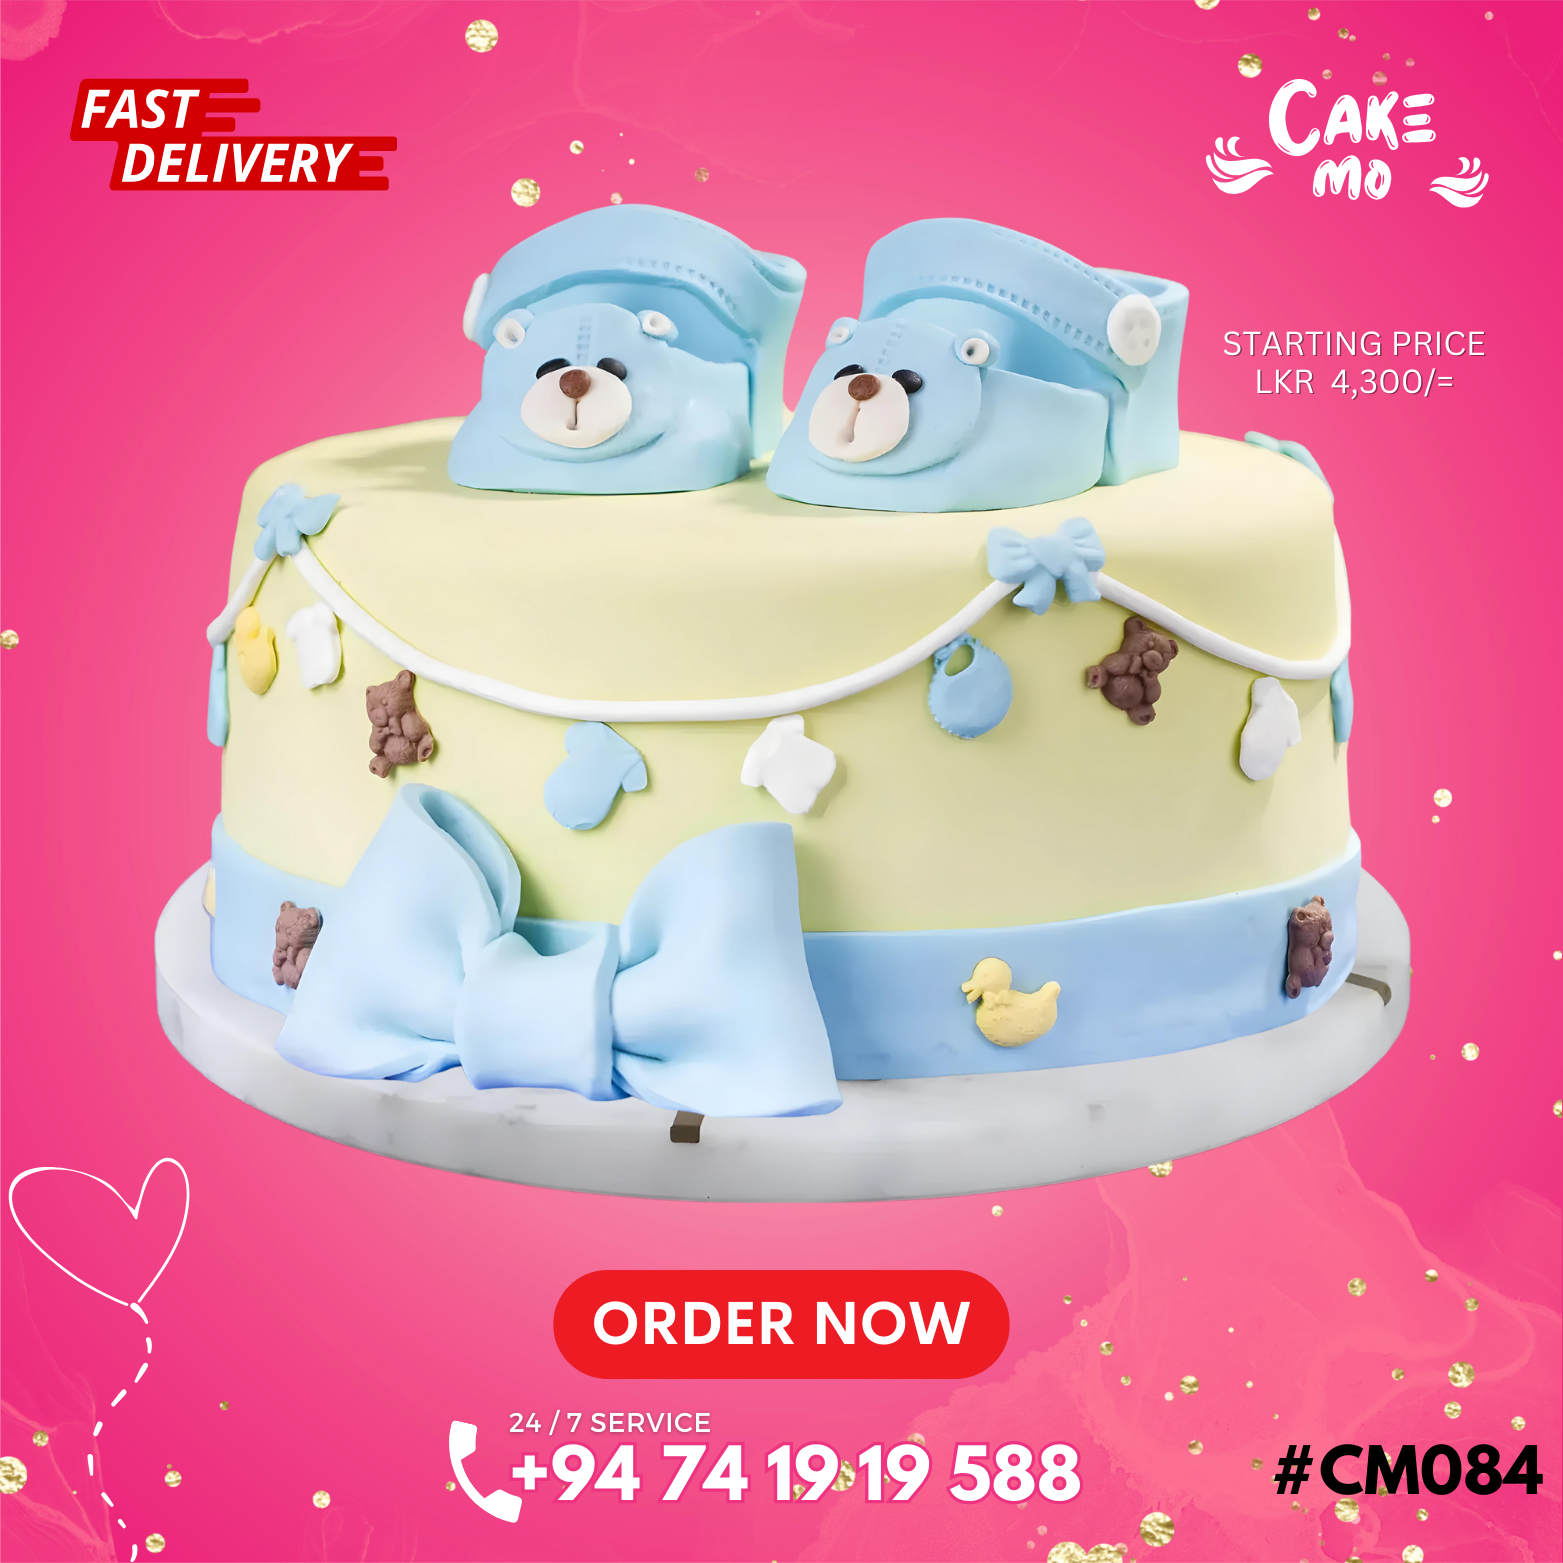 FAST
DELIVERY
CAKE
MO
STARTING PRICE
LKR 4,300/=
ORDER NOW
24 / 7 SERVICE
+94 74 19 19 588
#CM084